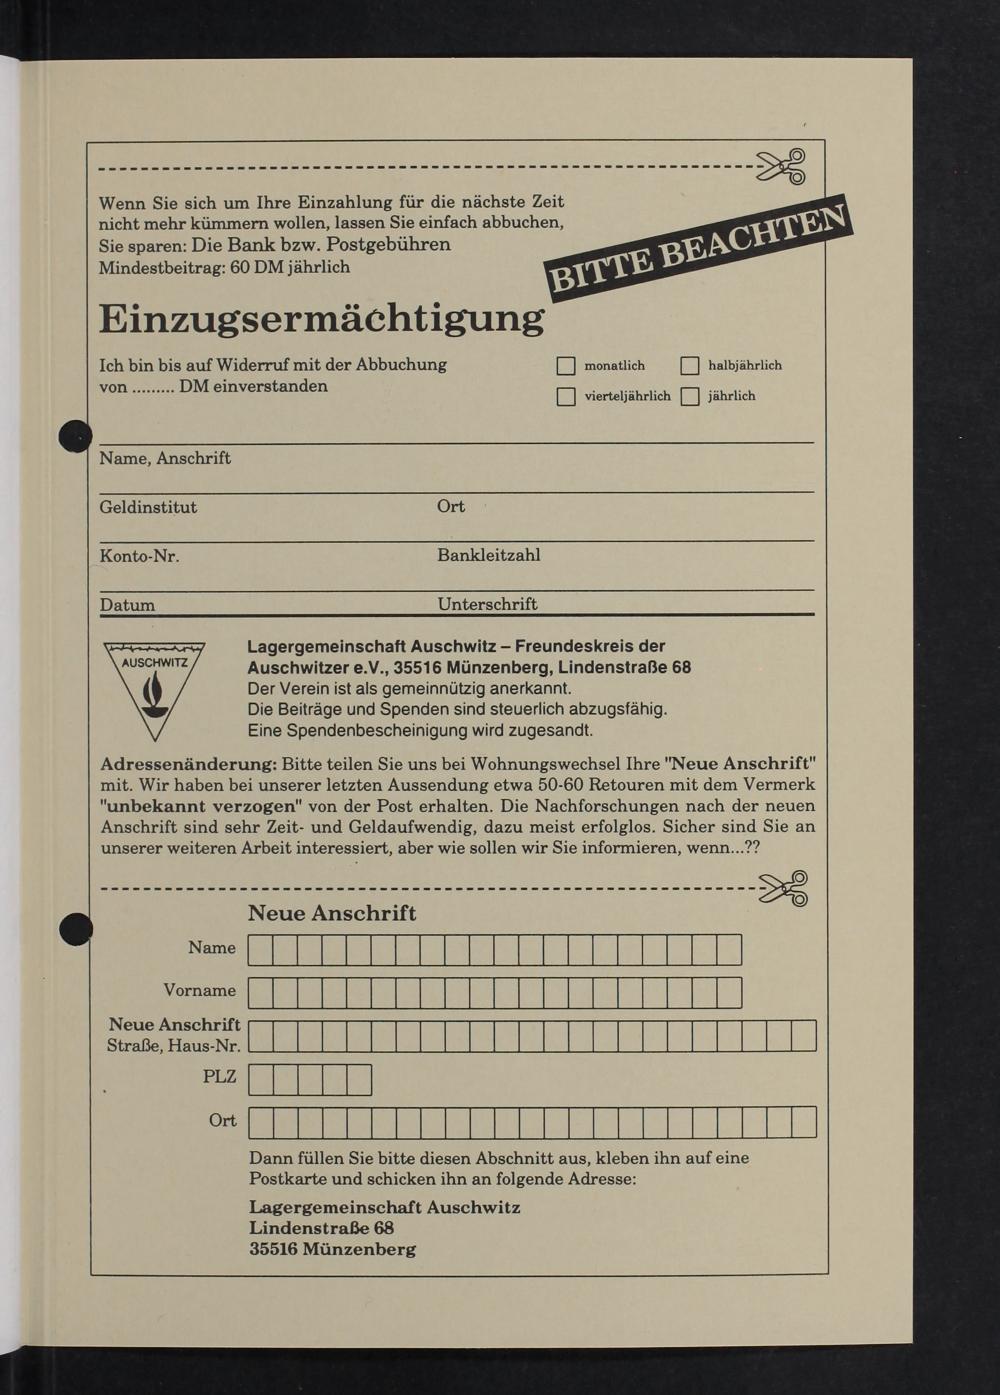 Wenn Sie sich um Ihre Einzahlung für die nächste Zeit
nicht mehr kümmern wollen, lassen Sie einfach abbuchen,
Sie sparen: Die Bank bzw. Postgebühren
Mindestbeitrag: 60 DM jährlich
BITTE BEACHTEN
Einzugsermächtigung
Ich bin bis auf Widerruf mit der Abbuchung
von ......... DM einverstanden
monatlich halbjährlich
vierteljährlich jährlich
Name, Anschrift
Geldinstitut Ort
Konto-Nr. Bankleitzahl
Datum Unterschrift
AUSCHWITZ
Lagergemeinschaft Auschwitz – Freundeskreis der
Auschwitzer e.V., 35516 Münzenberg, Lindenstraße 68
Der Verein ist als gemeinnützig anerkannt.
Die Beiträge und Spenden sind steuerlich abzugsfähig.
Eine Spendenbescheinigung wird zugesandt.
Adressenänderung: Bitte teilen Sie uns bei Wohnungswechsel Ihre "Neue Anschrift"
mit. Wir haben bei unserer letzten Aussendung etwa 50-60 Retouren mit dem Vermerk
"unbekannt verzogen" von der Post erhalten. Die Nachforschungen nach der neuen
Anschrift sind sehr Zeit- und Geldaufwendig, dazu meist erfolglos. Sicher sind Sie an
unserer weiteren Arbeit interessiert, aber wie sollen wir Sie informieren, wenn...??
Neue Anschrift
Name
Vorname
Neue Anschrift
Straße, Haus-Nr.
PLZ
Ort
Dann füllen Sie bitte diesen Abschnitt aus, kleben ihn auf eine
Postkarte und schicken ihn an folgende Adresse:
Lagergemeinschaft Auschwitz
Lindenstraße 68
35516 Münzenberg